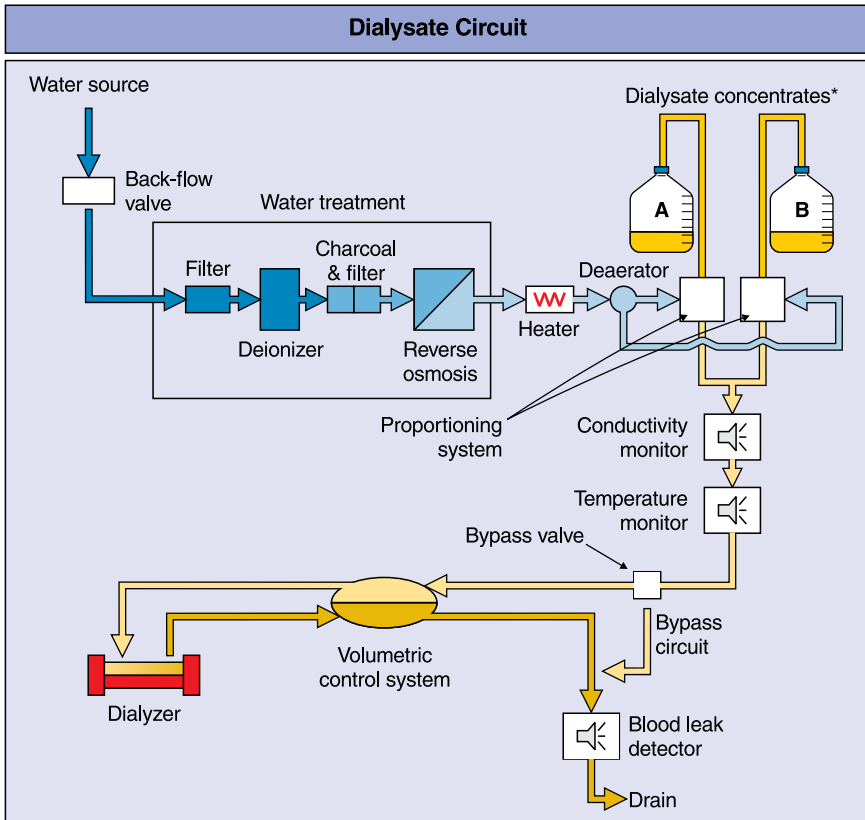 Dialysate Circuit
Water source
Dialysate concentrates*
Back-flow
valve
A
B
Water treatment
Filter
Charcoal
& filter
Deaerator
Deionizer
Reverse
osmosis
Heater
Proportioning
system
Conductivity
monitor
Temperature
monitor
Bypass valve
Bypass
circuit
Volumetric
control system
Dialyzer
Blood leak
detector
Drain